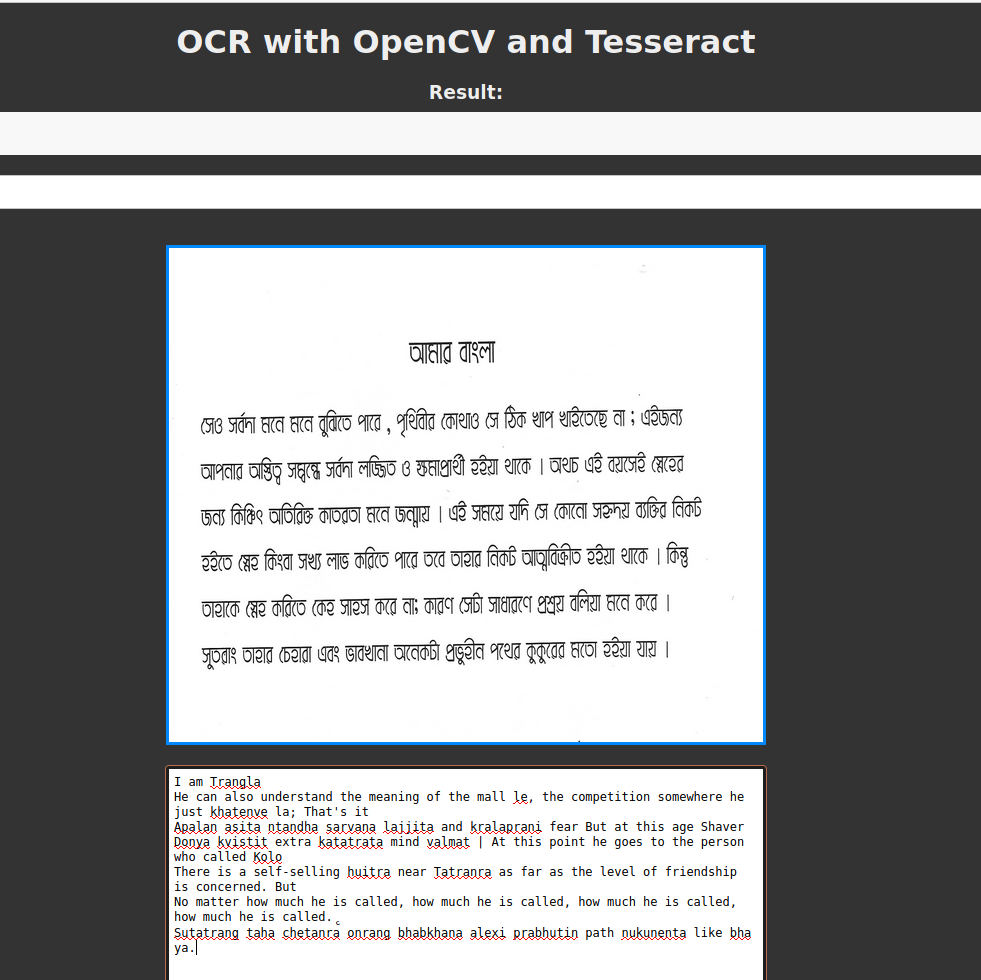 OCR with OpenCV and Tesseract
Result:
আমার বাংলা
সেও সর্বদা মনে মনে বুঝিতে পারে , পৃথিবীর কোথাও সে ঠিক খাপ খাইতেছে না ; এইজন্য
আপনার অস্তিত্ব সম্বন্ধে সর্বদা লজ্জিত ও ক্ষমাপ্রার্থী হইয়া থাকে । অথচ এই বয়সেই স্নেহের
জন্য কিঞ্চিৎ অতিরিক্ত কাতরতা মনে জন্মায় । এই সময়ে যদি সে কোনো সহৃদয় ব্যক্তির নিকট
হইতে স্নেহ কিংবা সখ্য লাভ করিতে পারে তবে তাহার নিকট আত্মবিক্রীত হইয়া থাকে । কিন্তু
তাহাকে স্নেহ করিতে কেহ সাহস করে না; কারণ সেটা সাধারণে প্রশ্রয় বলিয়া মনে করে ।
সুতরাং তাহার চেহারা এবং ভাবখানা অনেকটা প্রভুহীন পথের কুকুরের মতো হইয়া যায় ।
I am Trangla
He can also understand the meaning of the mall le, the competition somewhere he
just khatenve la; That's it
Apalan asita ntandha sarvana laijita and kralaprani fear But at this age Shaver
Donya kvistit extra katatrata mind valmat | At this point he goes to the person
who called Kolo
There is a self-selling huitra near Tatranra as far as the level of friendship
is concerned. But
No matter how much he is called, how much he is called, how much he is called,
how much he is called.
Sutatrang taha chetanra onrang bhabkhana alexi prabhutin path nukunenta like bha
ya.